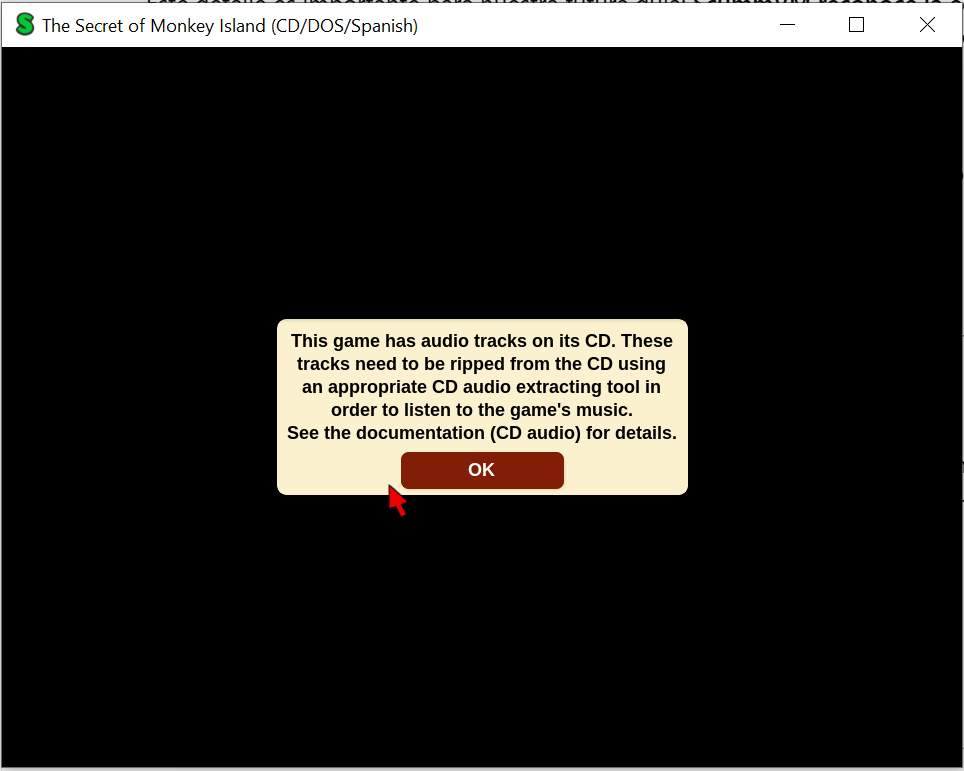 The Secret of Monkey Island (CD/DOS/Spanish)
This game has audio tracks on its CD. These
tracks need to be ripped from the CD using
an appropriate CD audio extracting tool in
order to listen to the game's music.
See the documentation (CD audio) for details.
OK